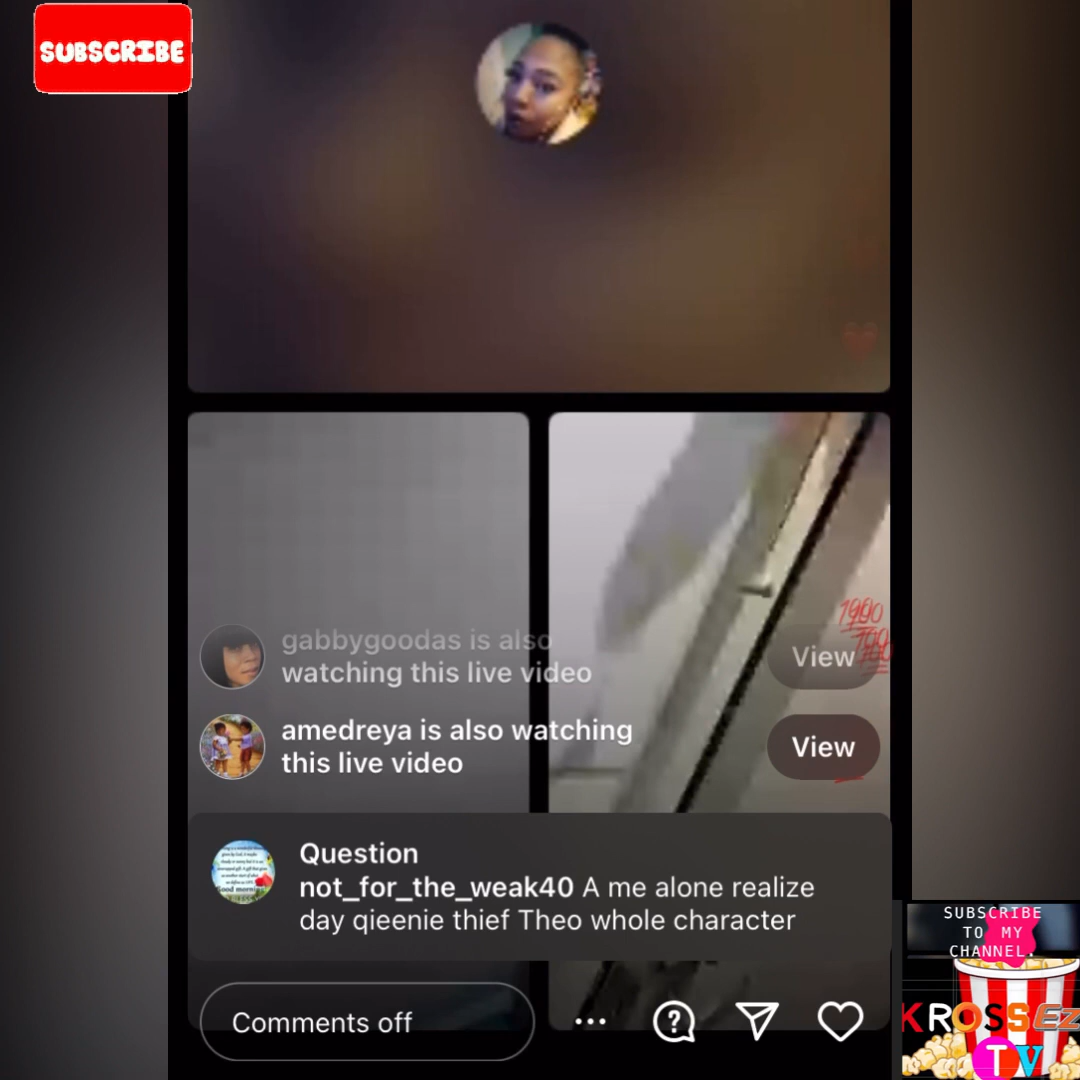 SUBSCRIBE
gabbygoodas is also
watching this live video
View
amedreya is also watching
this live video
View
Question
not_for_the_weak40 A me alone realize
day qieenie thief Theo whole character
Comments off
SUBSCRIBE
TO MY
CHANNEL.
KROSSEz
TV